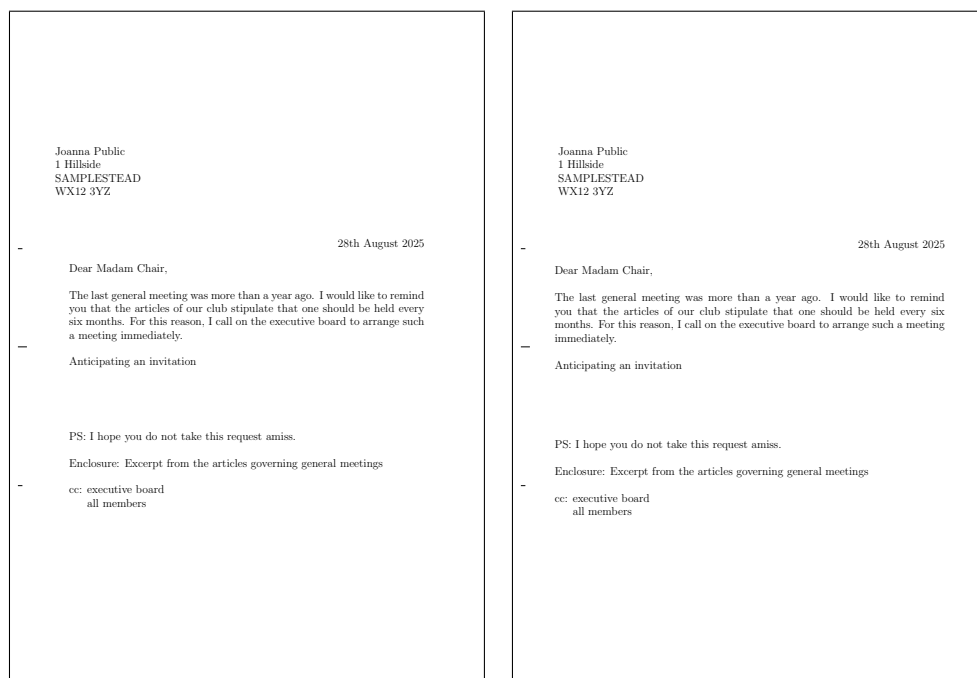 Joanna Public
1 Hillside
SAMPLESTEAD
WX12 3YZ
28th August 2025
Dear Madam Chair,
The last general meeting was more than a year ago. I would like to remind
you that the articles of our club stipulate that one should be held every
six months. For this reason, I call on the executive board to arrange such
a meeting immediately.
Anticipating an invitation
PS: I hope you do not take this request amiss.
Enclosure: Excerpt from the articles governing general meetings
cc: executive board
all members
Joanna Public
1 Hillside
SAMPLESTEAD
WX12 3YZ
28th August 2025
Dear Madam Chair,
The last general meeting was more than a year ago. I would like to remind
you that the articles of our club stipulate that one should be held every six
months. For this reason, I call on the executive board to arrange such a meeting
immediately.
Anticipating an invitation
PS: I hope you do not take this request amiss.
Enclosure: Excerpt from the articles governing general meetings
cc: executive board
all members